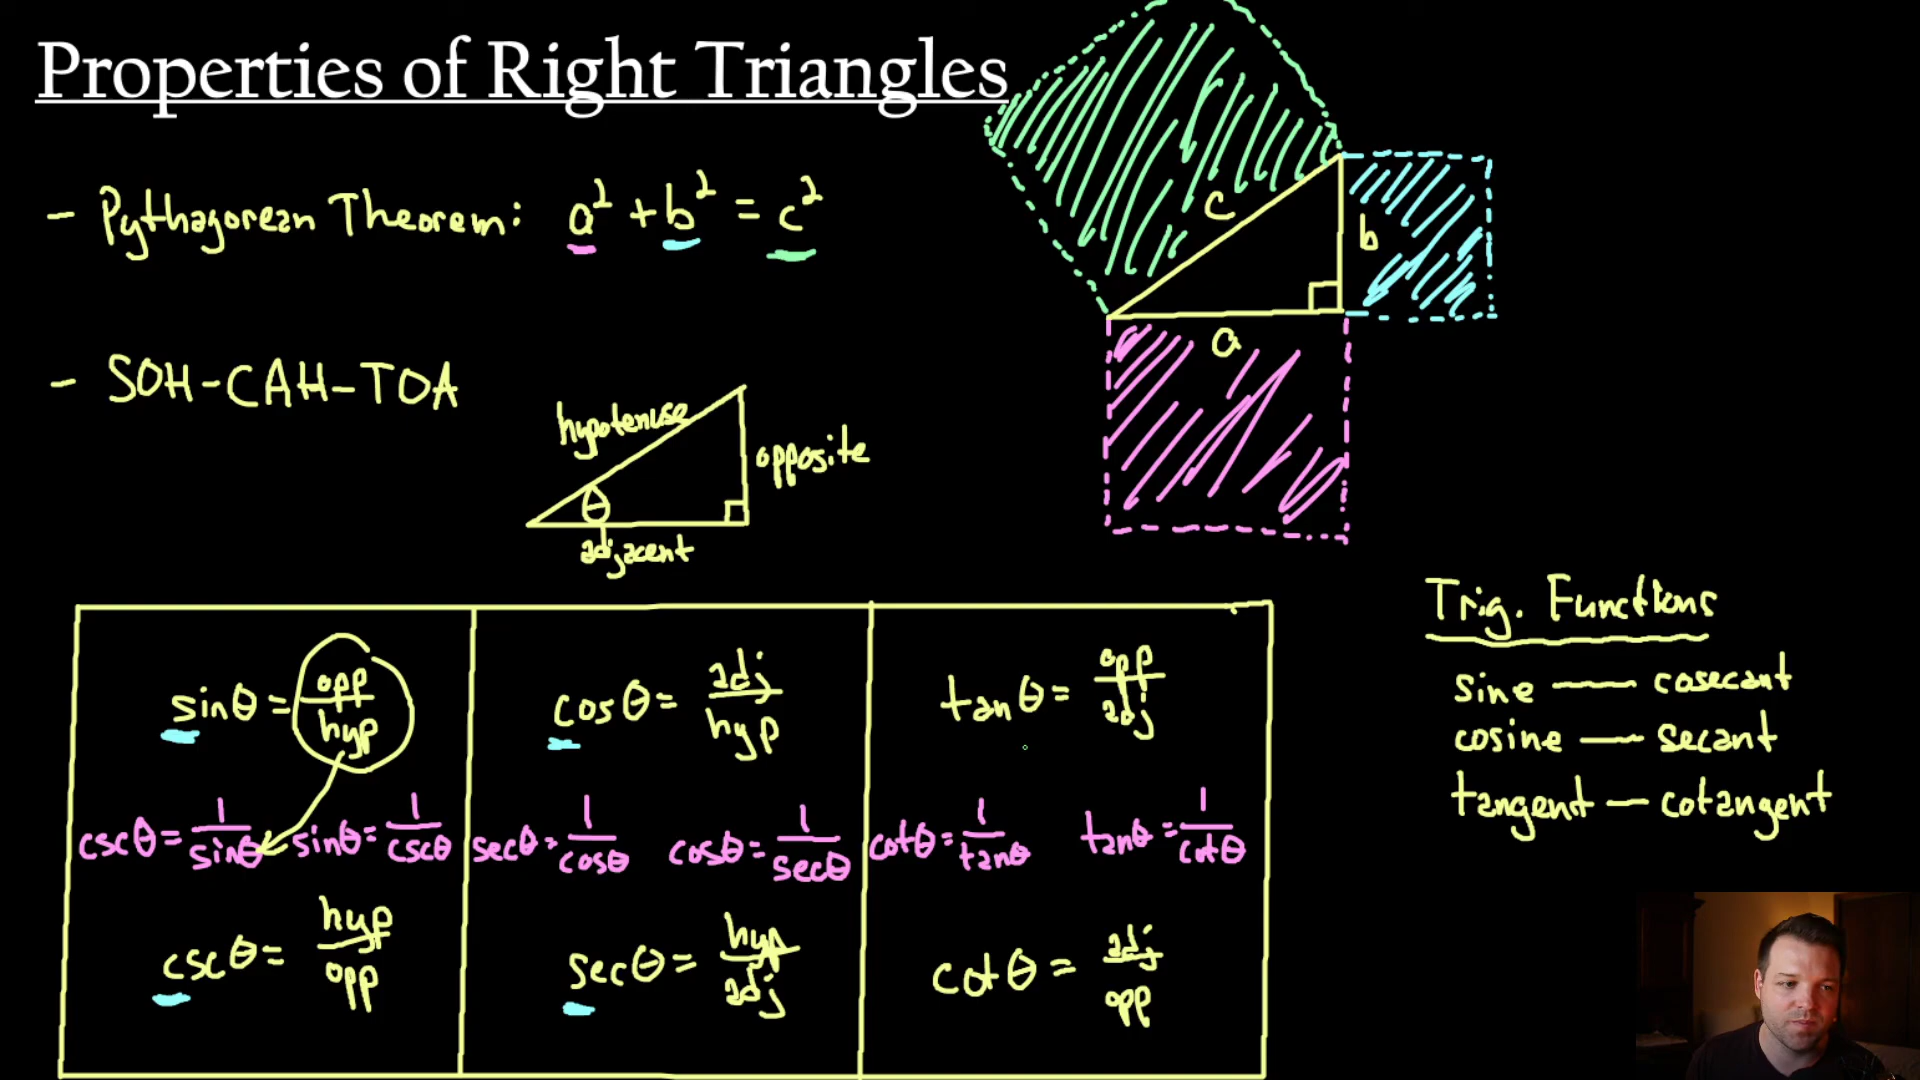 Properties of Right Triangles
- Pythagorean Theorem: a² + b² = c²
c
b
a
- SOH-CAH-TOA
hypotenuse
opposite
θ
adjacent
sinθ = opp/hyp
cscθ = 1/sinθ sinθ = 1/cscθ
cscθ = hyp/opp
cosθ = adj/hyp
secθ = 1/cosθ cosθ = 1/secθ
secθ = hyp/adj
tanθ = opp/adj
cotθ = 1/tanθ tanθ = 1/cotθ
cotθ = adj/opp
Trig. Functions
sine — cosecant
cosine — secant
tangent — cotangent